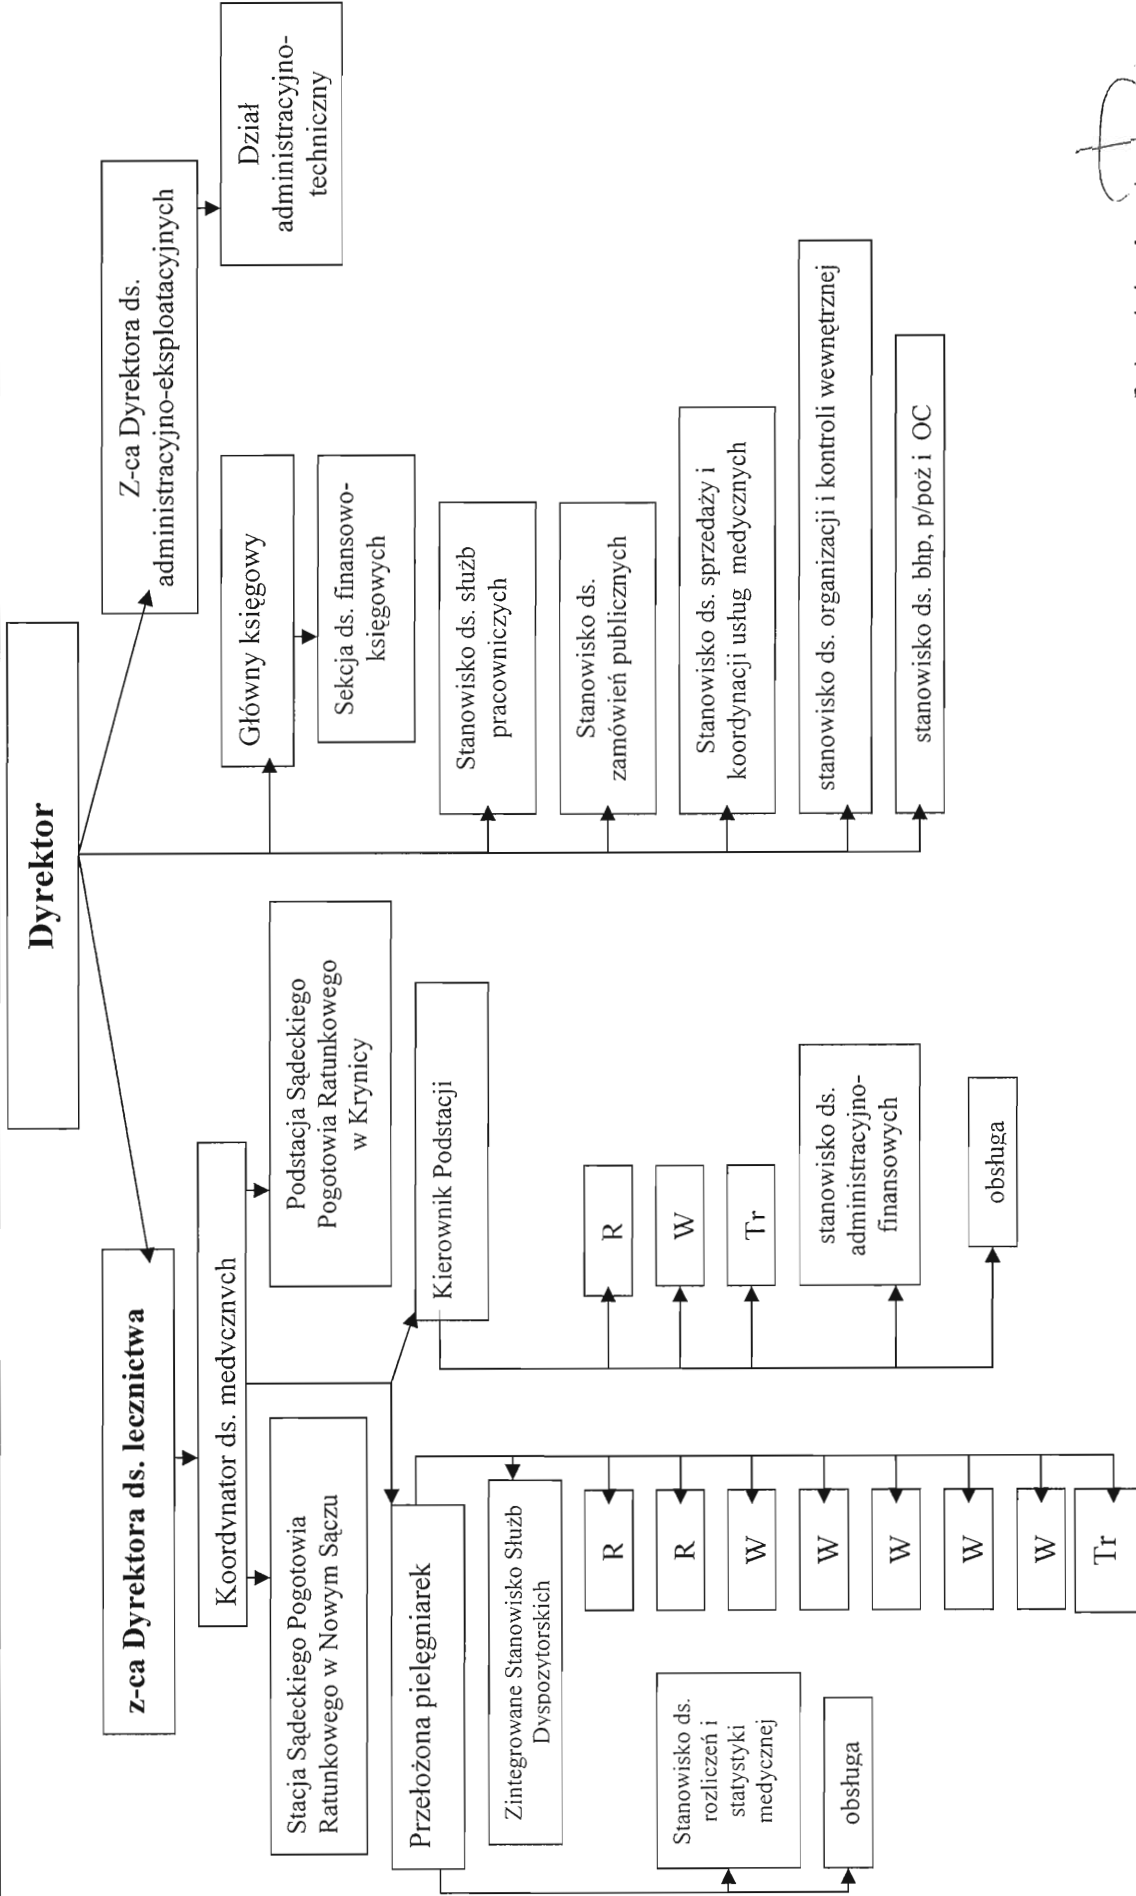 Dyrektor
z-ca Dyrektora ds. lecznictwa
Z-ca Dyrektora ds.
administracyjno-eksploatacyjnych
Koordynator ds. medycznych
Dział
administracyjno-
techniczny
Stacja Sądeckiego Pogotowia
Ratunkowego w Nowym Sączu
Podstacja Sądeckiego
Pogotowia Ratunkowego
w Krynicy
Główny księgowy
Sekcja ds. finansowo-
księgowych
Przełożona pielęgniarek
Kierownik Podstacji
Stanowisko ds. służb
pracowniczych
Zintegrowane Stanowisko Służb
Dyspozytorskich
Stanowisko ds.
zamówień publicznych
R
R
W
W
W
W
W
Tr
R
W
Tr
Stanowisko ds. sprzedaży i
koordynacji usług medycznych
Stanowisko ds.
rozliczeń i
statystyki
medycznej
stanowisko ds.
administracyjno-
finansowych
stanowisko ds. organizacji i kontroli wewnętrznej
obsługa
obsługa
stanowisko ds. bhp, p/poż i OC